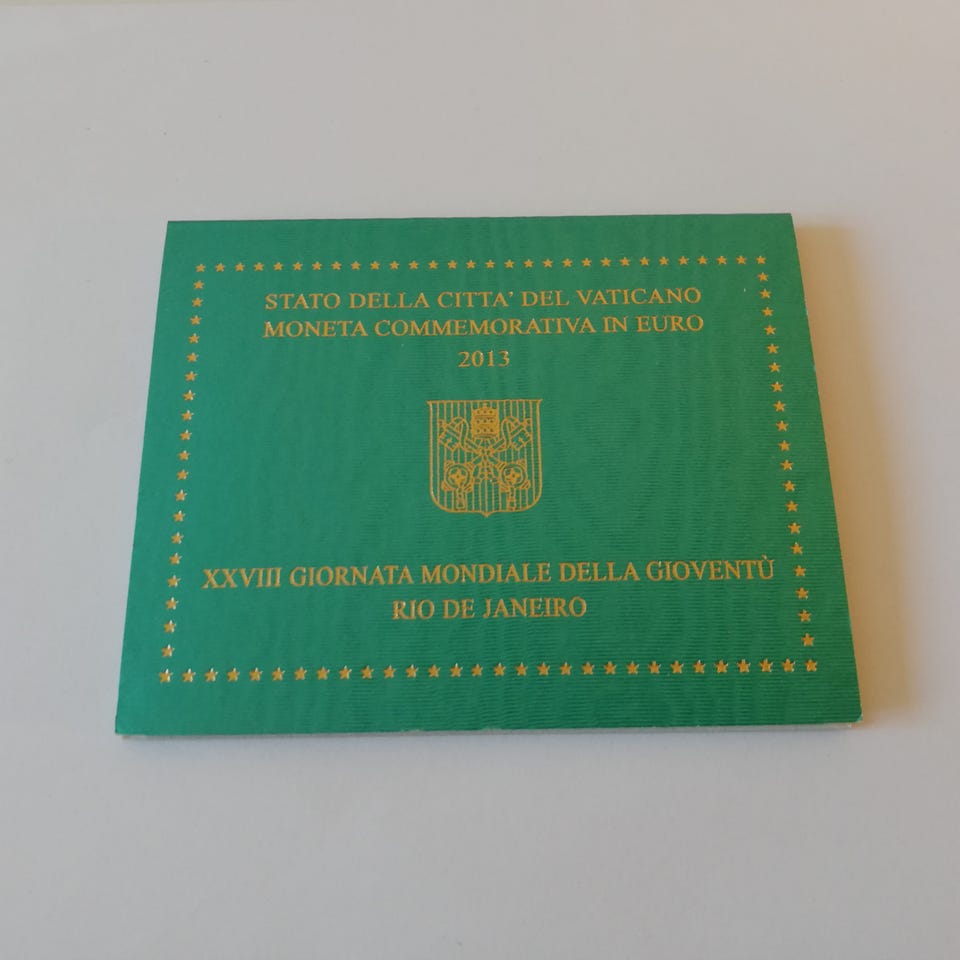 STATO DELLA CITTA' DEL VATICANO
MONETA COMMEMORATIVA IN EURO
2013
XXVIII GIORNATA MONDIALE DELLA GIOVENTÙ
RIO DE JANEIRO